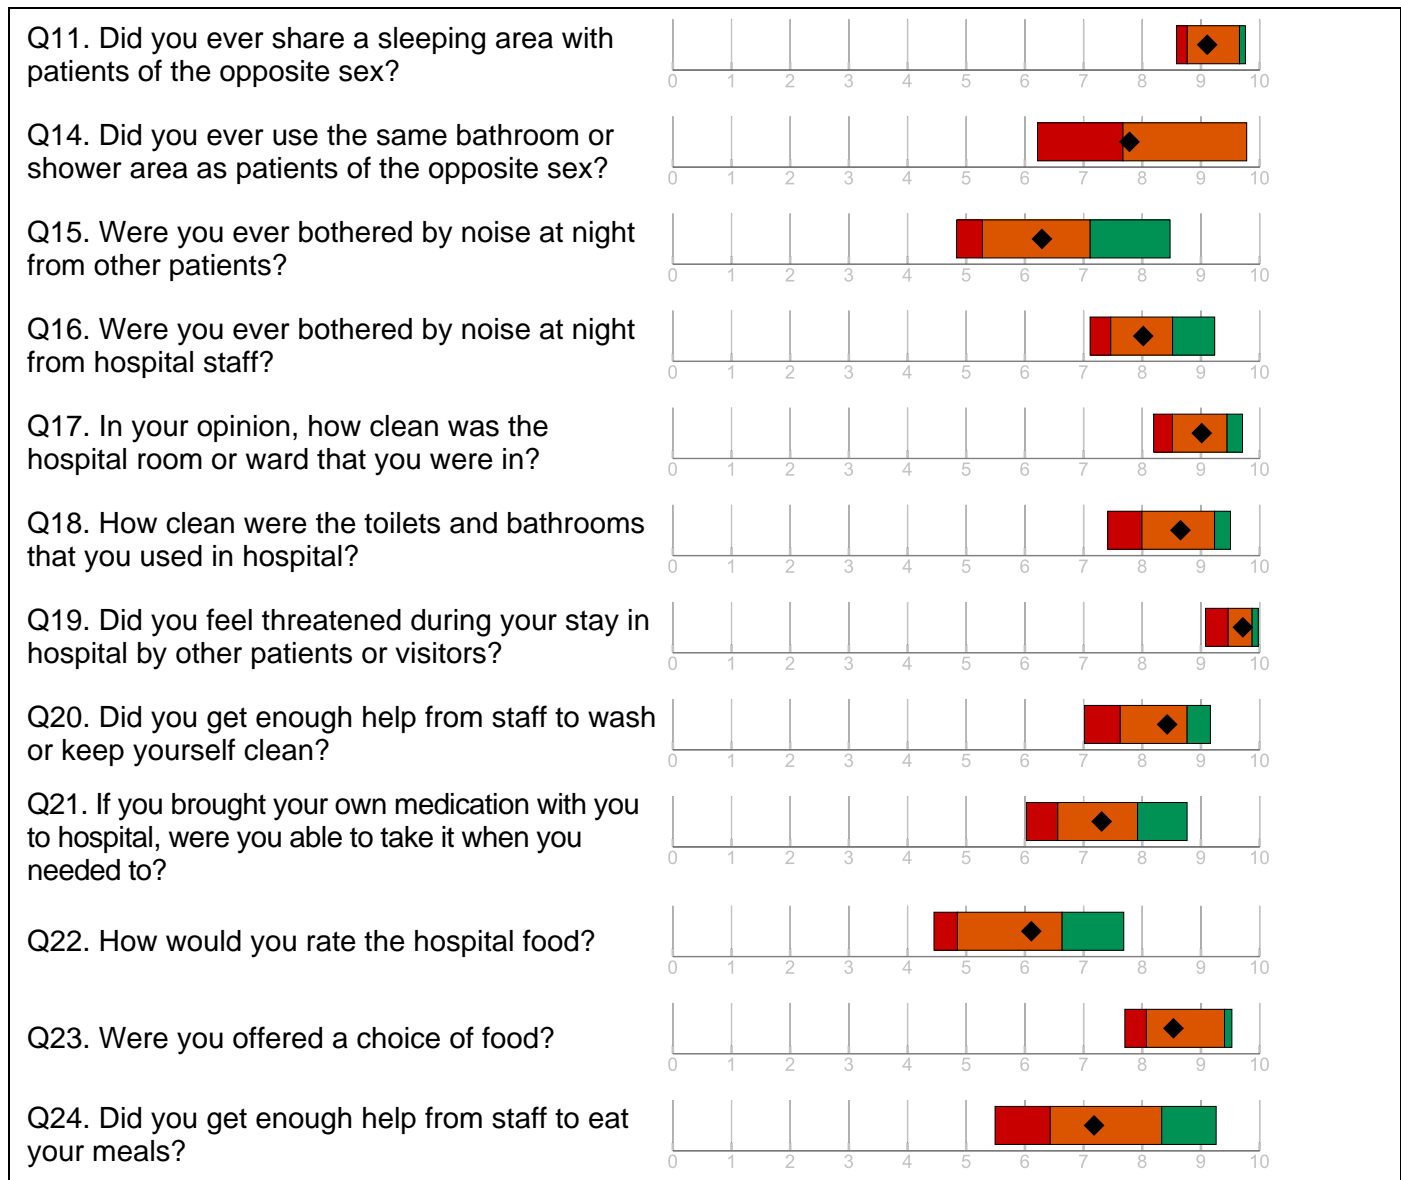 Q11. Did you ever share a sleeping area with
patients of the opposite sex?
0 1 2 3 4 5 6 7 8 9 10
Q14. Did you ever use the same bathroom or
shower area as patients of the opposite sex?
0 1 2 3 4 5 6 7 8 9 10
Q15. Were you ever bothered by noise at night
from other patients?
0 1 2 3 4 5 6 7 8 9 10
Q16. Were you ever bothered by noise at night
from hospital staff?
0 1 2 3 4 5 6 7 8 9 10
Q17. In your opinion, how clean was the
hospital room or ward that you were in?
0 1 2 3 4 5 6 7 8 9 10
Q18. How clean were the toilets and bathrooms
that you used in hospital?
0 1 2 3 4 5 6 7 8 9 10
Q19. Did you feel threatened during your stay in
hospital by other patients or visitors?
0 1 2 3 4 5 6 7 8 9 10
Q20. Did you get enough help from staff to wash
or keep yourself clean?
0 1 2 3 4 5 6 7 8 9 10
Q21. If you brought your own medication with you
to hospital, were you able to take it when you
needed to?
0 1 2 3 4 5 6 7 8 9 10
Q22. How would you rate the hospital food?
0 1 2 3 4 5 6 7 8 9 10
Q23. Were you offered a choice of food?
0 1 2 3 4 5 6 7 8 9 10
Q24. Did you get enough help from staff to eat
your meals?
0 1 2 3 4 5 6 7 8 9 10